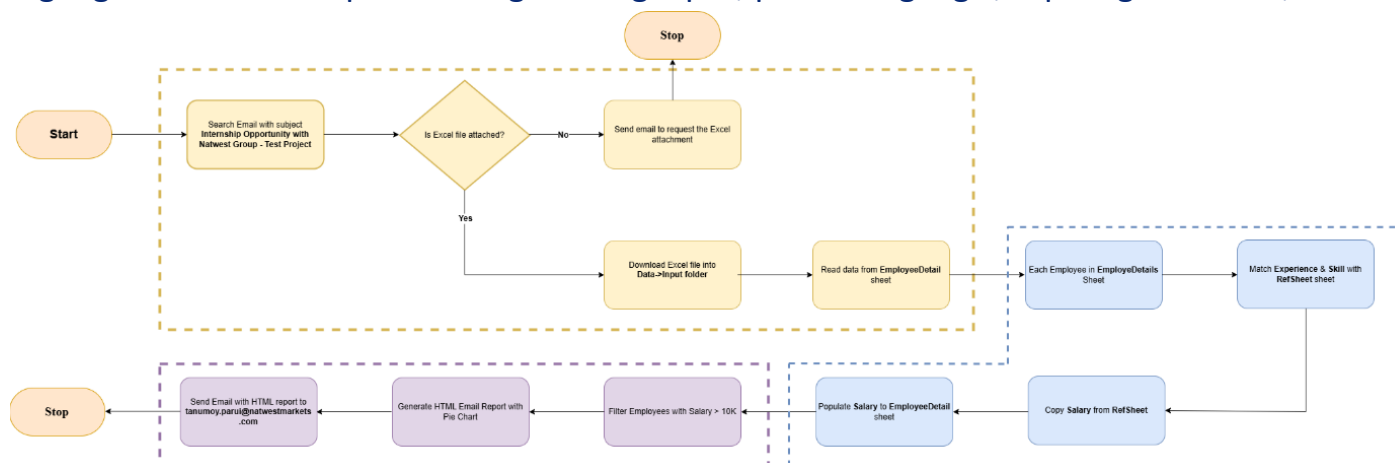 Stop
Start
Search Email with subject
Internship Opportunity with
Natwest Group - Test Project
Is Excel file attached?
No
Send email to request the Excel
attachment
Yes
Download Excel file into
Data->Input folder
Read data from EmployeeDetail
sheet
Each Employee in EmployeDetails
Sheet
Match Experience & Skill with
RefSheet sheet
Stop
Send Email with HTML report to
tanumoy.parui@natwestmarkets
.com
Generate HTML Email Report with
Pie Chart
Filter Employees with Salary > 10K
Populate Salary to EmployeeDetail
sheet
Copy Salary from RefSheet